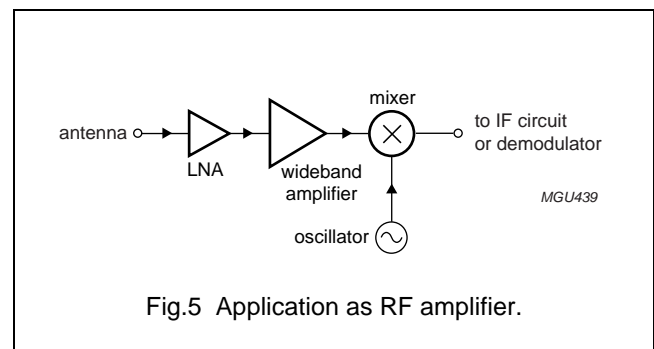 mixer
antenna
to IF circuit
or demodulator
LNA
wideband
amplifier
MGU439
oscillator
Fig.5 Application as RF amplifier.